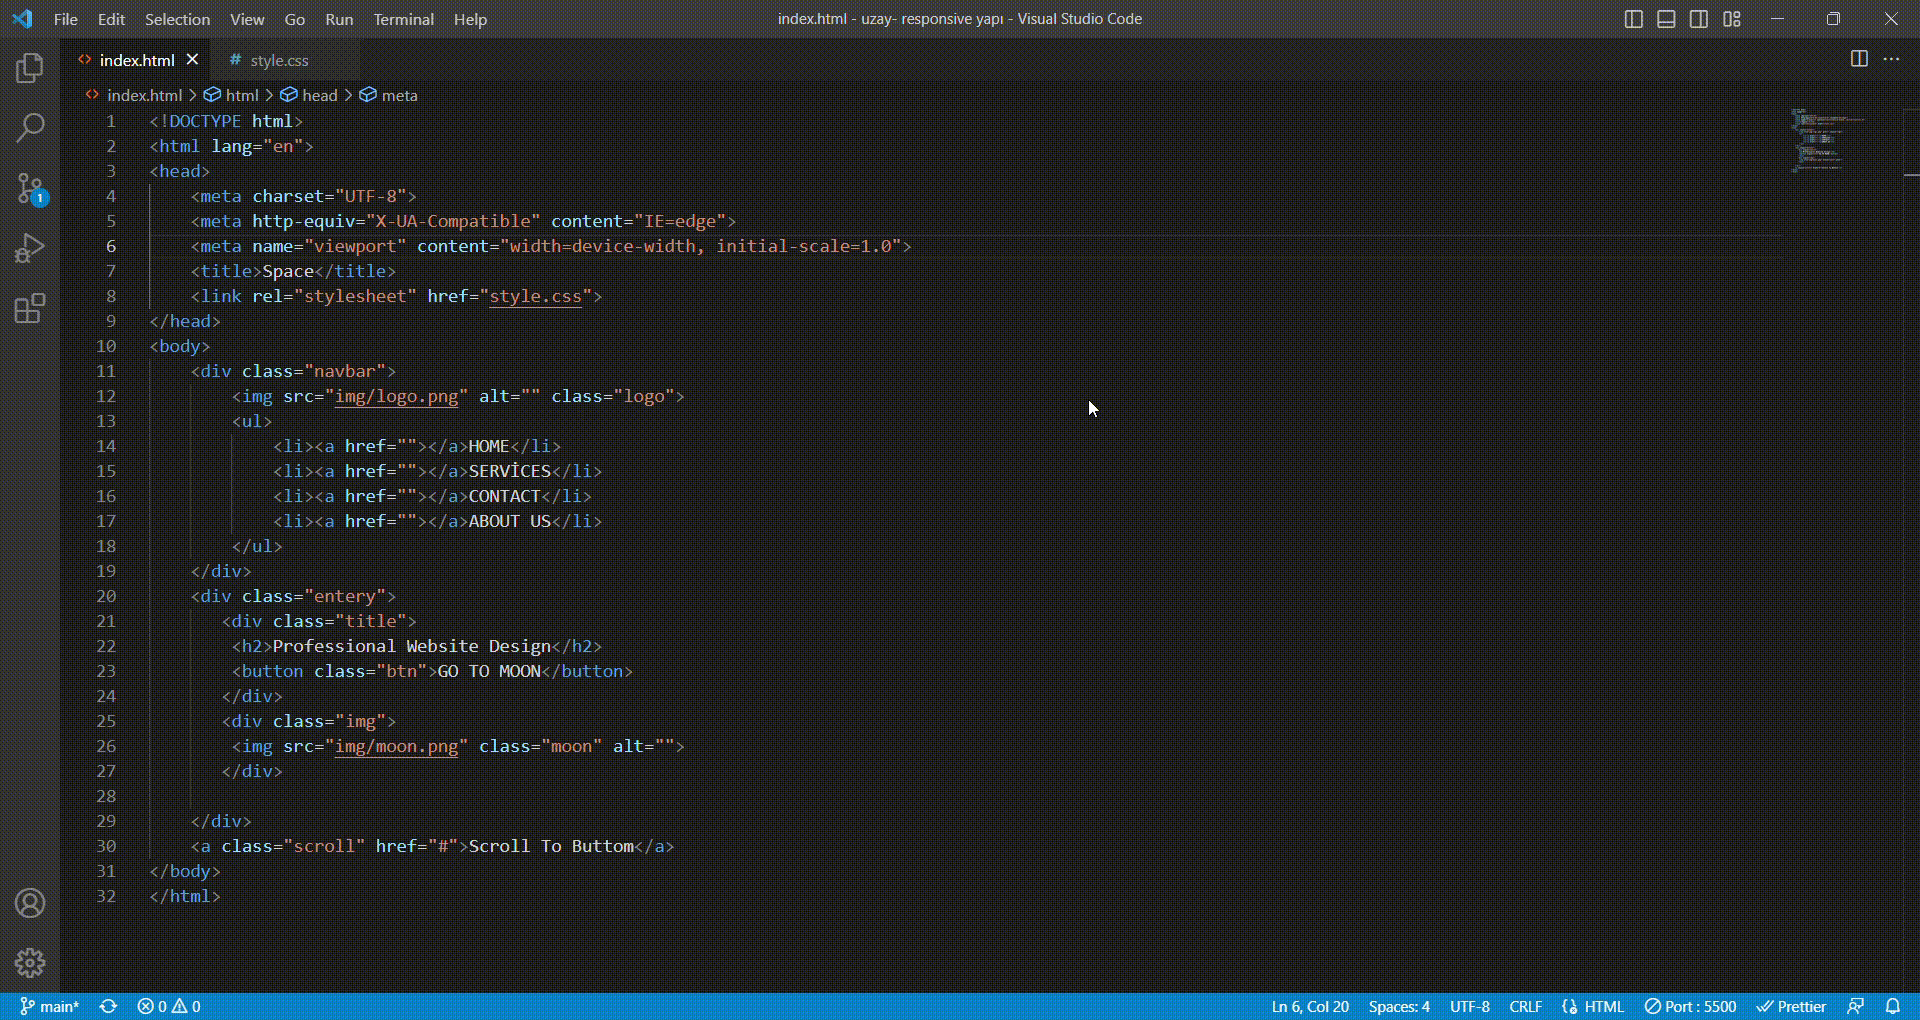 File Edit Selection View Go Run Terminal Help
index.html - uzay- responsive yapı - Visual Studio Code
index.html
# style.css
index.html > html > head > meta
1 <!DOCTYPE html>
2 <html lang="en">
3 <head>
4 <meta charset="UTF-8">
5 <meta http-equiv="X-UA-Compatible" content="IE=edge">
6 <meta name="viewport" content="width=device-width, initial-scale=1.0">
7 <title>Space</title>
8 <link rel="stylesheet" href="style.css">
9 </head>
10 <body>
11 <div class="navbar">
12 <img src="img/logo.png" alt="" class="logo">
13 <ul>
14 <li><a href=""></a>HOME</li>
15 <li><a href=""></a>SERVİCES</li>
16 <li><a href=""></a>CONTACT</li>
17 <li><a href=""></a>ABOUT US</li>
18 </ul>
19 </div>
20 <div class="entery">
21 <div class="title">
22 <h2>Professional Website Design</h2>
23 <button class="btn">GO TO MOON</button>
24 </div>
25 <div class="img">
26 <img src="img/moon.png" class="moon" alt="">
27 </div>
28
29 </div>
30 <a class="scroll" href="#">Scroll To Buttom</a>
31 </body>
32 </html>
1
main* 0 0
Ln 6, Col 20 Spaces: 4 UTF-8 CRLF HTML Port : 5500 Prettier